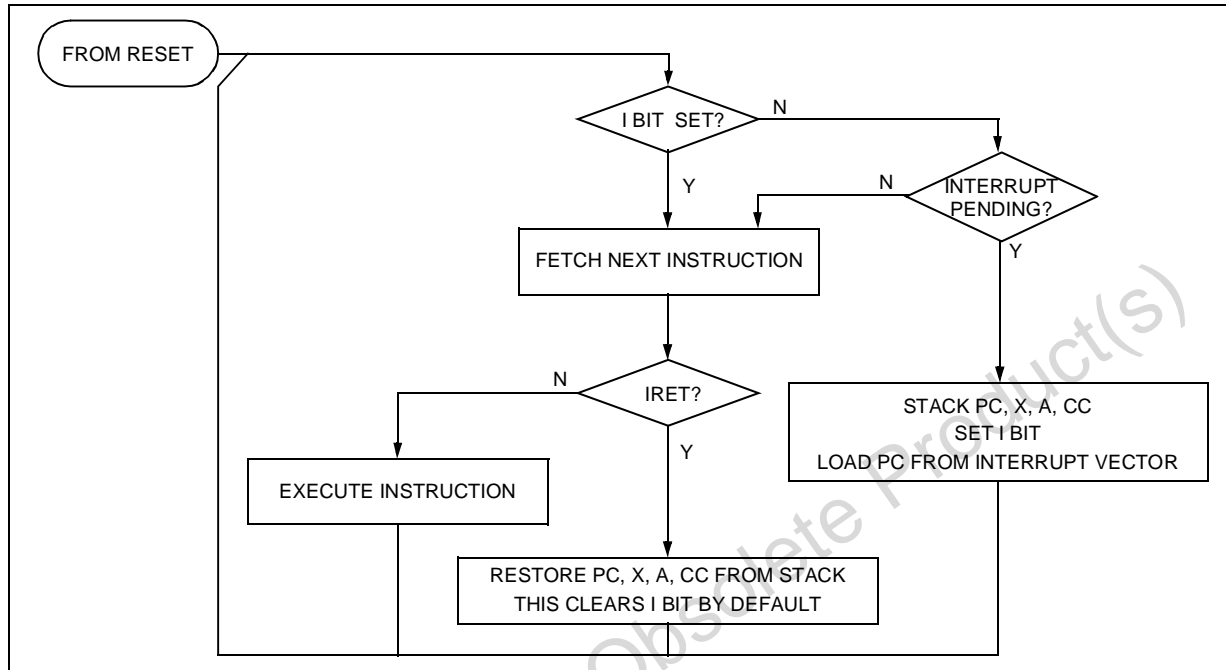 FROM RESET
I BIT SET?
N
Y
N
INTERRUPT
PENDING?
Y
FETCH NEXT INSTRUCTION
N
IRET?
Y
STACK PC, X, A, CC
SET I BIT
LOAD PC FROM INTERRUPT VECTOR
EXECUTE INSTRUCTION
RESTORE PC, X, A, CC FROM STACK
THIS CLEARS I BIT BY DEFAULT
Obsolete Product(s)